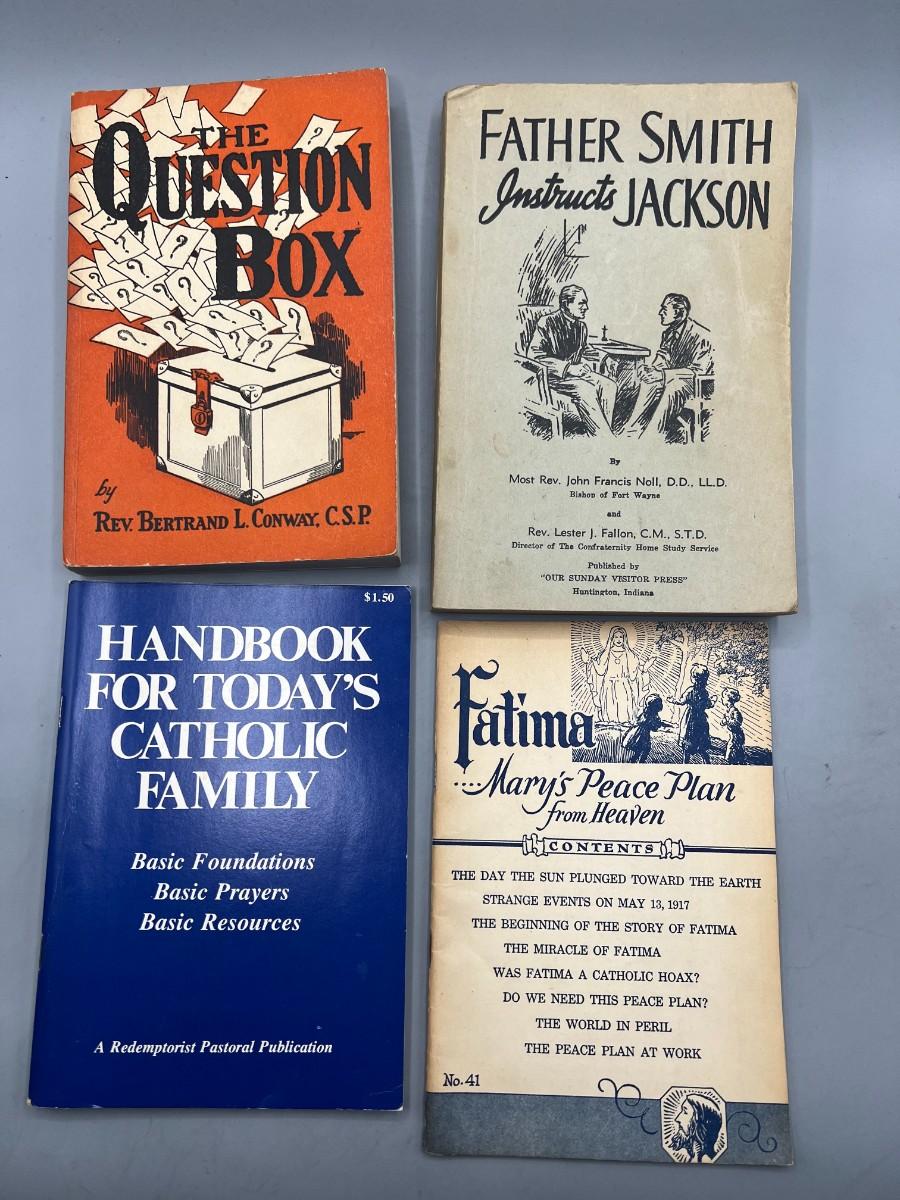 THE
QUESTION
BOX
by
REV. BERTRAND L. CONWAY, C.S.P.
FATHER SMITH
Instructs JACKSON
By
Most Rev. John Francis Noll, D.D., LL.D.
Bishop of Fort Wayne
and
Rev. Lester J. Fallon, C.M., S.T.D.
Director of The Confraternity Home Study Service
Published by
"OUR SUNDAY VISITOR PRESS"
Huntington, Indiana
$1.50
HANDBOOK
FOR TODAY'S
CATHOLIC
FAMILY
Basic Foundations
Basic Prayers
Basic Resources
A Redemptorist Pastoral Publication
Fatima
....Mary's Peace Plan
from Heaven
CONTENTS
THE DAY THE SUN PLUNGED TOWARD THE EARTH
STRANGE EVENTS ON MAY 13, 1917
THE BEGINNING OF THE STORY OF FATIMA
THE MIRACLE OF FATIMA
WAS FATIMA A CATHOLIC HOAX?
DO WE NEED THIS PEACE PLAN?
THE WORLD IN PERIL
THE PEACE PLAN AT WORK
No. 41